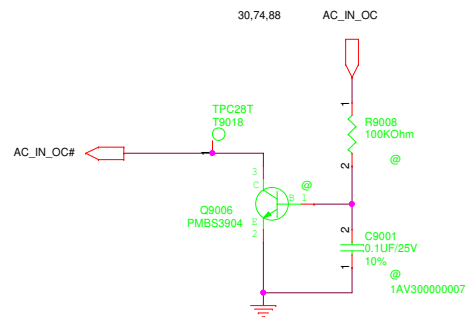 30,74,88
AC_IN_OC
1
TPC28T
T9018
R9008
100KOhm
AC_IN_OC#
1
2
@
3
C
@
B 1
Q9006
PMBS3904
2
C9001
0.1UF/25V
E
2
10%
1
@
1AV300000007